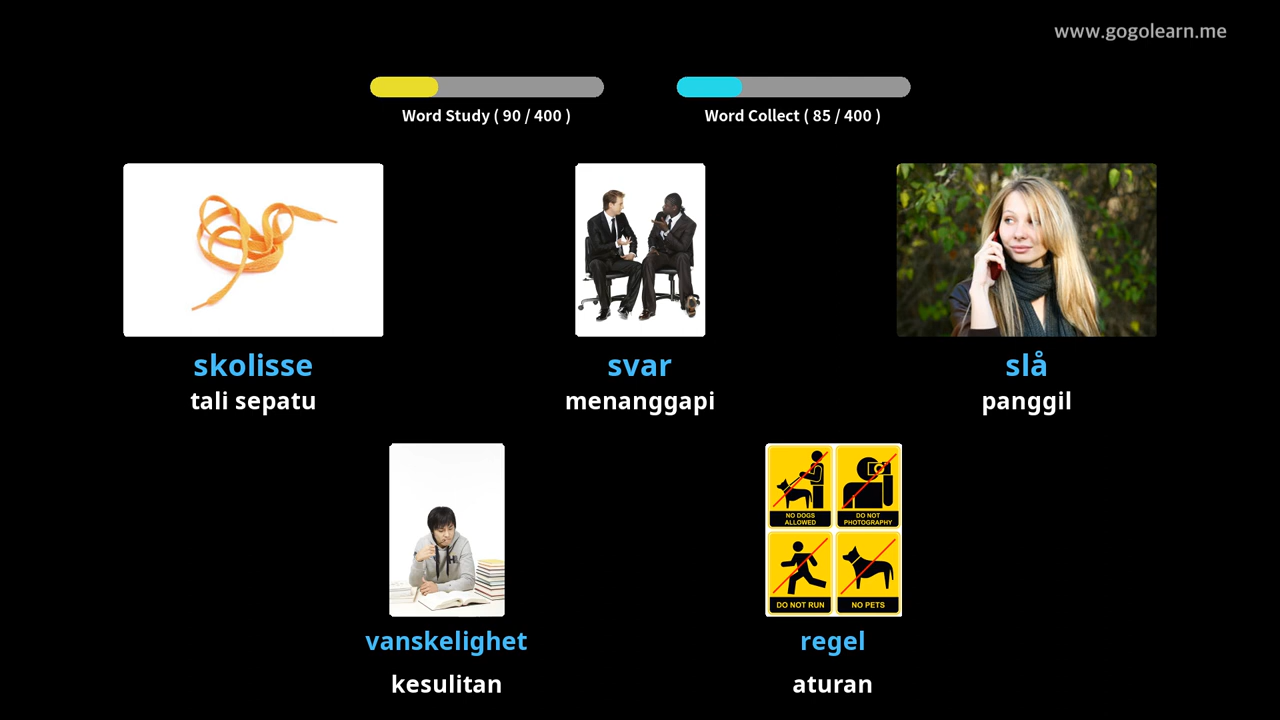 www.gogolearn.me
Word Study ( 90 / 400 )
Word Collect ( 85 / 400 )
skolisse
tali sepatu
svar
menanggapi
slå
panggil
NO DOGS
ALLOWED
DO NOT
PHOTOGRAPHY
DO NOT RUN
NO PETS
vanskelighet
kesulitan
regel
aturan